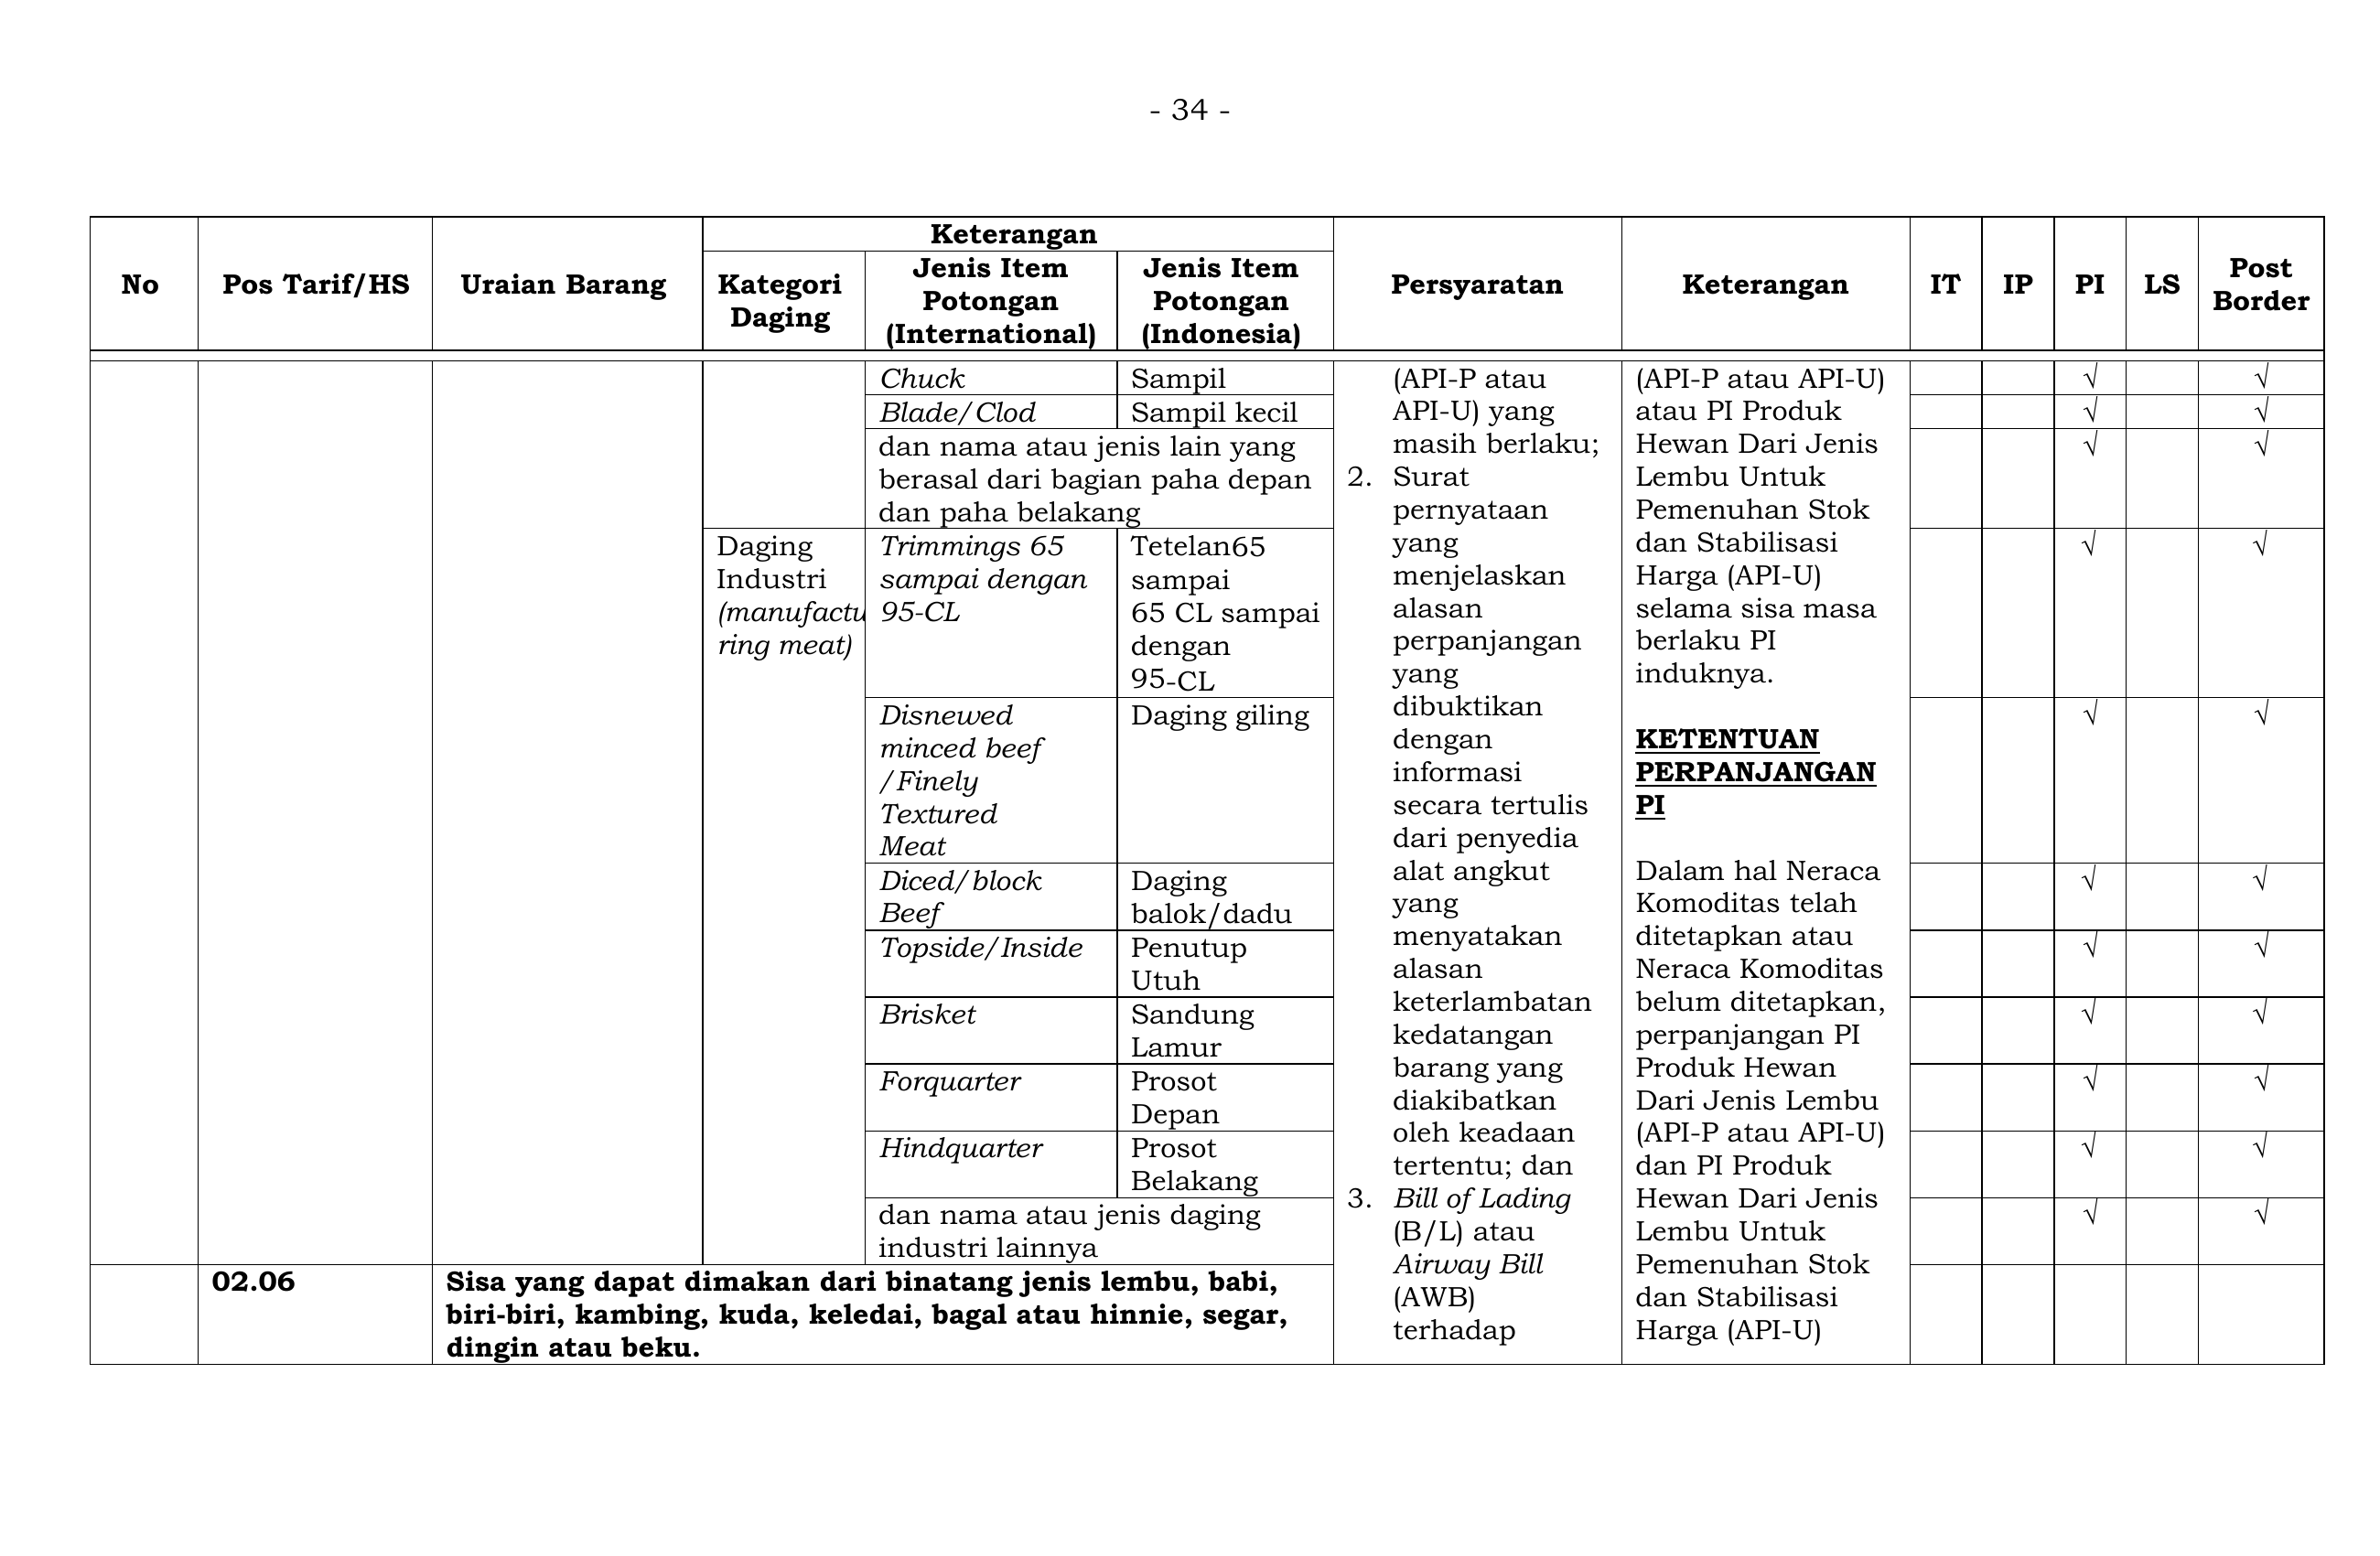 - 34 -
No
Pos Tarif/HS
Uraian Barang
Keterangan
Kategori
Daging
Jenis Item
Potongan
(International)
Jenis Item
Potongan
(Indonesia)
Persyaratan
Keterangan
IT
IP
PI
LS
Post
Border
Chuck
Sampil
√
√
Blade/Clod
Sampil kecil
√
√
dan nama atau jenis lain yang
berasal dari bagian paha depan
dan paha belakang
√
√
Daging
Industri
(manufactu
ring meat)
Trimmings 65
sampai dengan
95-CL
Tetelan65
sampai
65 CL sampai
dengan
95-CL
√
√
Disnewed
minced beef
/Finely
Textured
Meat
Daging giling
√
√
Diced/block
Beef
Daging
balok/dadu
√
√
Topside/Inside
Penutup
Utuh
√
√
Brisket
Sandung
Lamur
√
√
Forquarter
Prosot
Depan
√
√
Hindquarter
Prosot
Belakang
√
√
dan nama atau jenis daging
industri lainnya
√
√
02.06
Sisa yang dapat dimakan dari binatang jenis lembu, babi,
biri-biri, kambing, kuda, keledai, bagal atau hinnie, segar,
dingin atau beku.
(API-P atau
API-U) yang
masih berlaku;
2. Surat
pernyataan
yang
menjelaskan
alasan
perpanjangan
yang
dibuktikan
dengan
informasi
secara tertulis
dari penyedia
alat angkut
yang
menyatakan
alasan
keterlambatan
kedatangan
barang yang
diakibatkan
oleh keadaan
tertentu; dan
3. Bill of Lading
(B/L) atau
Airway Bill
(AWB)
terhadap
(API-P atau API-U)
atau PI Produk
Hewan Dari Jenis
Lembu Untuk
Pemenuhan Stok
dan Stabilisasi
Harga (API-U)
selama sisa masa
berlaku PI
induknya.
KETENTUAN
PERPANJANGAN
PI
Dalam hal Neraca
Komoditas telah
ditetapkan atau
Neraca Komoditas
belum ditetapkan,
perpanjangan PI
Produk Hewan
Dari Jenis Lembu
(API-P atau API-U)
dan PI Produk
Hewan Dari Jenis
Lembu Untuk
Pemenuhan Stok
dan Stabilisasi
Harga (API-U)